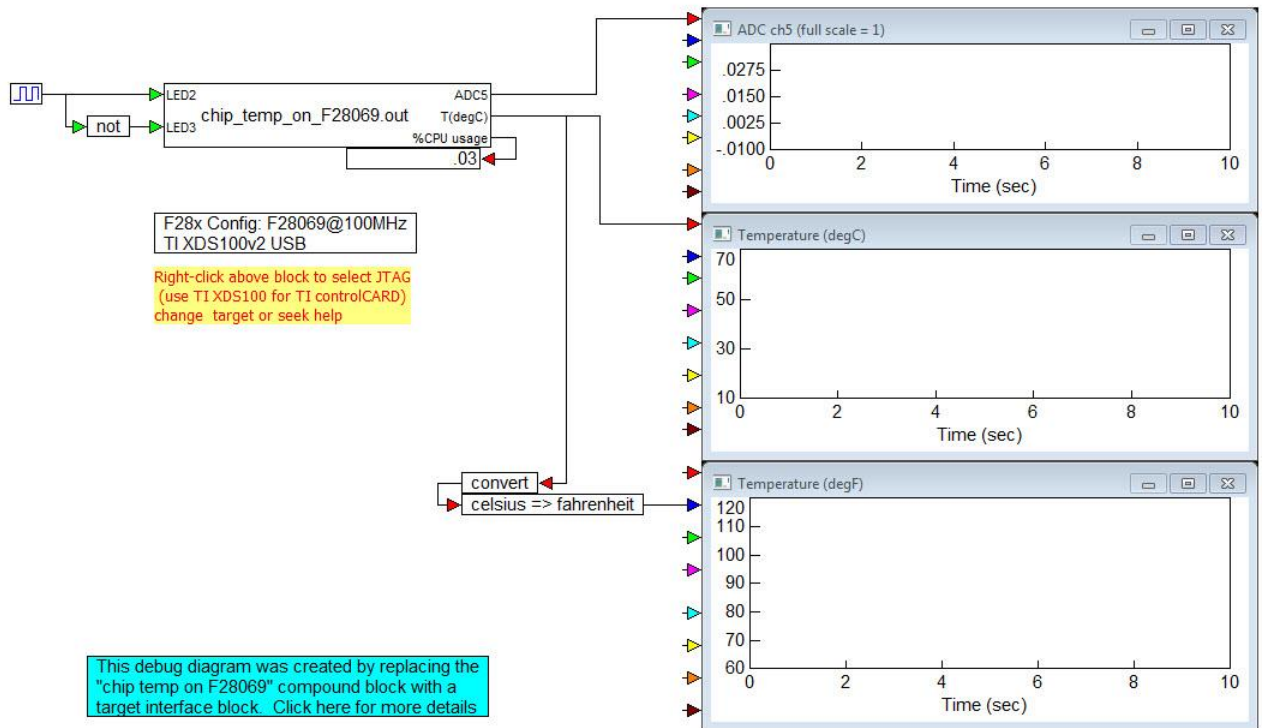 LED2
LED3
not
chip_temp_on_F28069.out
ADC5
T(degC)
%CPU usage
.03
F28x Config: F28069@100MHz
TI XDS100v2 USB
Right-click above block to select JTAG
(use TI XDS100 for TI controlCARD)
change target or seek help
convert
celsius => fahrenheit
This debug diagram was created by replacing the
"chip temp on F28069" compound block with a
target interface block. Click here for more details
ADC ch5 (full scale = 1)
.0275
.0150
.0025
-.0100
0 2 4 6 8 10
Time (sec)
Temperature (degC)
70
50
30
10
0 2 4 6 8 10
Time (sec)
Temperature (degF)
120
110
100
90
80
70
60
0 2 4 6 8 10
Time (sec)